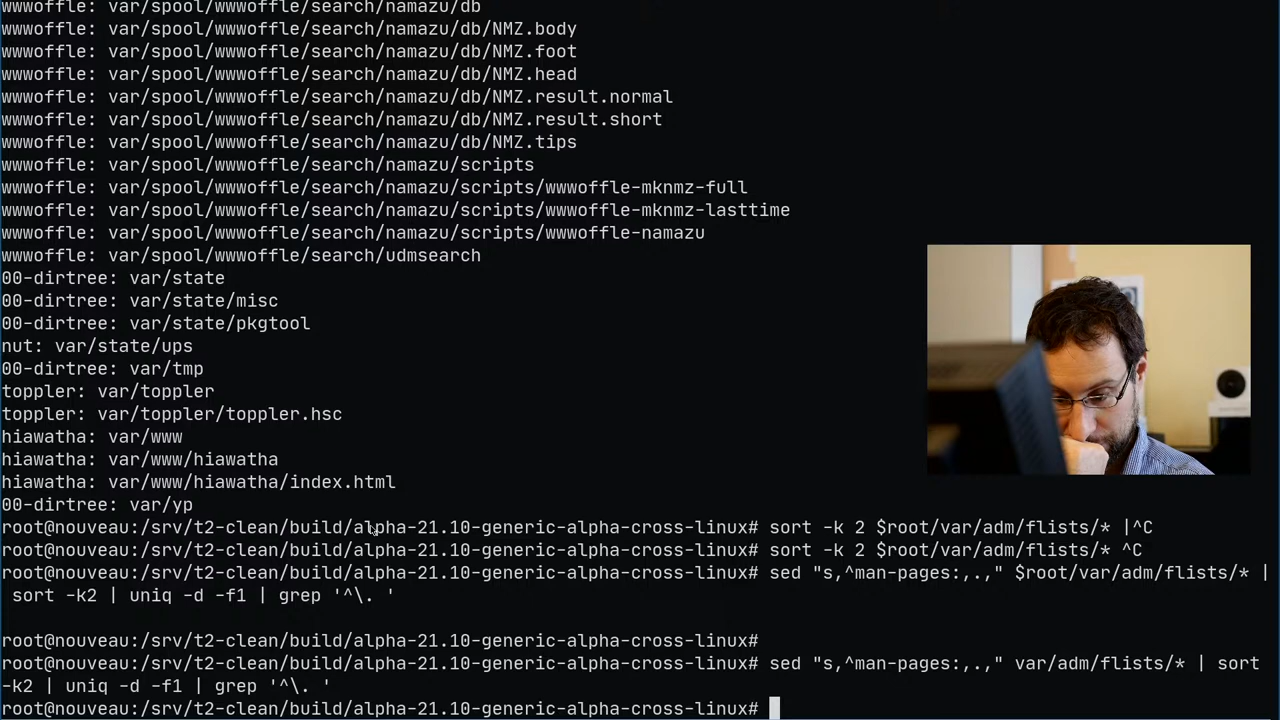 wwwoffle: var/spool/wwwoffle/search/namazu/db
wwwoffle: var/spool/wwwoffle/search/namazu/db/NMZ.body
wwwoffle: var/spool/wwwoffle/search/namazu/db/NMZ.foot
wwwoffle: var/spool/wwwoffle/search/namazu/db/NMZ.head
wwwoffle: var/spool/wwwoffle/search/namazu/db/NMZ.result.normal
wwwoffle: var/spool/wwwoffle/search/namazu/db/NMZ.result.short
wwwoffle: var/spool/wwwoffle/search/namazu/db/NMZ.tips
wwwoffle: var/spool/wwwoffle/search/namazu/scripts
wwwoffle: var/spool/wwwoffle/search/namazu/scripts/wwwoffle-mknmz-full
wwwoffle: var/spool/wwwoffle/search/namazu/scripts/wwwoffle-mknmz-lasttime
wwwoffle: var/spool/wwwoffle/search/namazu/scripts/wwwoffle-namazu
wwwoffle: var/spool/wwwoffle/search/udmsearch
00-dirtree: var/state
00-dirtree: var/state/misc
00-dirtree: var/state/pkgtool
nut: var/state/ups
00-dirtree: var/tmp
toppler: var/toppler
toppler: var/toppler/toppler.hsc
hiawatha: var/www
hiawatha: var/www/hiawatha
hiawatha: var/www/hiawatha/index.html
00-dirtree: var/yp
root@nouveau:/srv/t2-clean/build/alpha-21.10-generic-alpha-cross-linux# sort -k 2 $root/var/adm/flists/* |^C
root@nouveau:/srv/t2-clean/build/alpha-21.10-generic-alpha-cross-linux# sort -k 2 $root/var/adm/flists/* ^C
root@nouveau:/srv/t2-clean/build/alpha-21.10-generic-alpha-cross-linux# sed "s,^man-pages:,.," $root/var/adm/flists/* |
sort -k2 | uniq -d -f1 | grep '^\. '
root@nouveau:/srv/t2-clean/build/alpha-21.10-generic-alpha-cross-linux#
root@nouveau:/srv/t2-clean/build/alpha-21.10-generic-alpha-cross-linux# sed "s,^man-pages:,.," var/adm/flists/* | sort
-k2 | uniq -d -f1 | grep '^\. '
root@nouveau:/srv/t2-clean/build/alpha-21.10-generic-alpha-cross-linux#